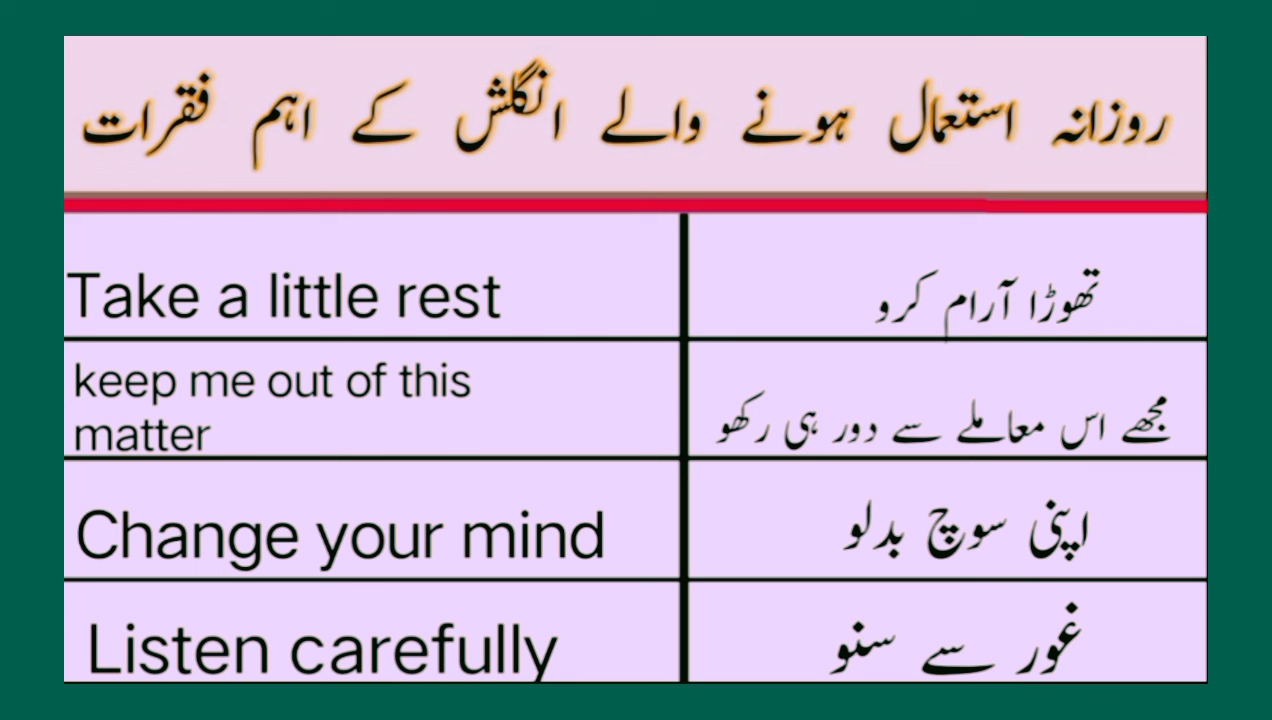 روزانہ استعمال ہونے والے انگلش کے اہم فقرات
Take a little rest
تھوڑا آرام کرو
keep me out of this
matter
مجھے اس معاملے سے دور ہی رکھو
Change your mind
اپنی سوچ بدلو
Listen carefully
غور سے سنو